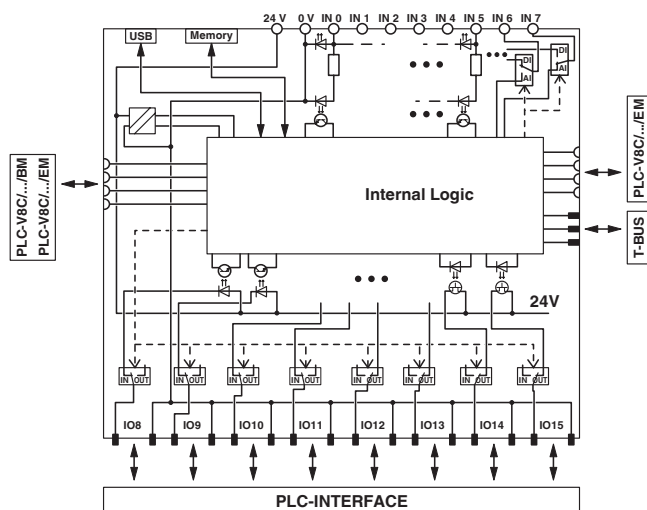 USB
Memory
24 V
0 V
IN 0
IN 1
IN 2
IN 3
IN 4
IN 5
IN 6
IN 7
DI
AI
DI
AI
PLC-V8C/.../BM
PLC-V8C/.../EM
Internal Logic
PLC-V8C/.../EM
T-BUS
24V
IN OUT
IN OUT
IN OUT
IN OUT
IN OUT
IN OUT
IN OUT
IN OUT
IO8
IO9
IO10
IO11
IO12
IO13
IO14
IO15
PLC-INTERFACE